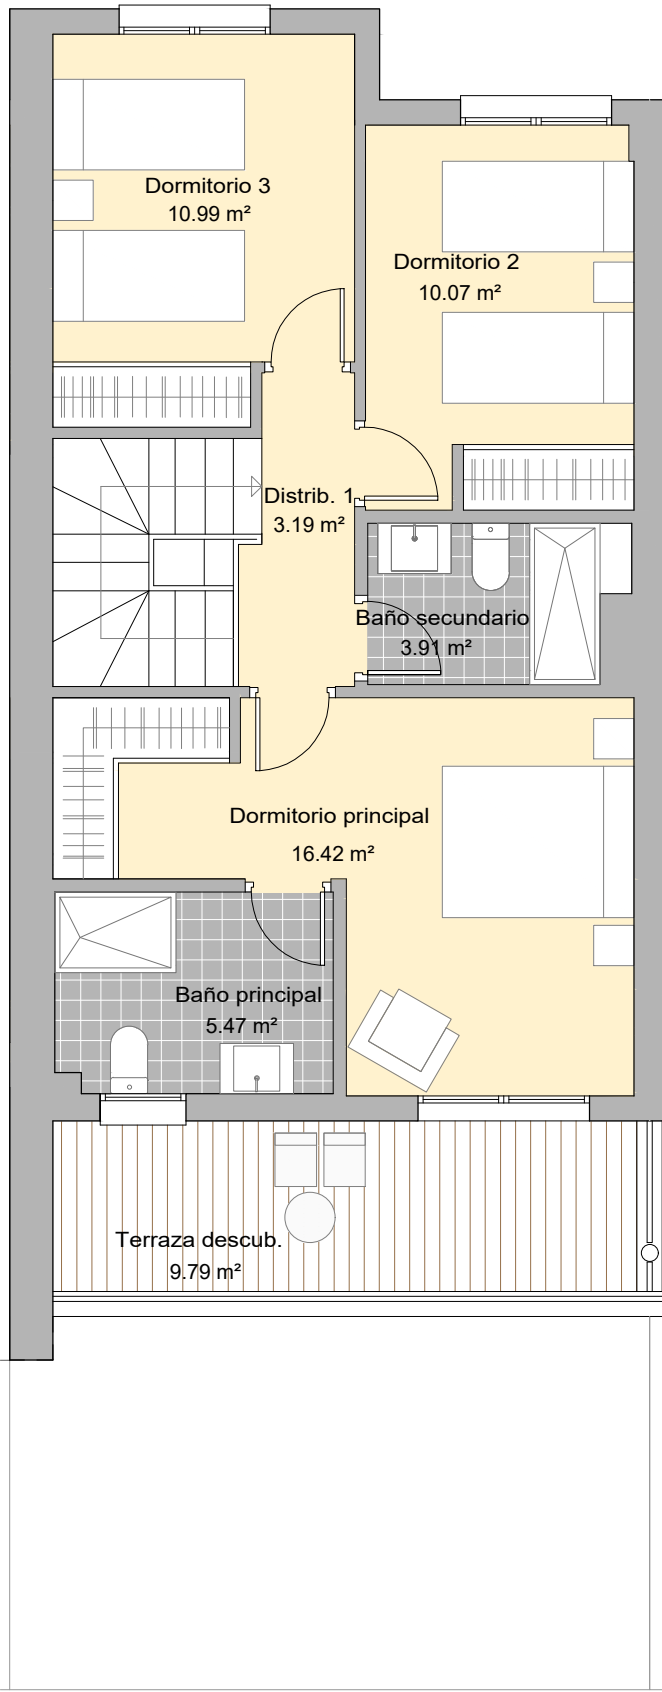 Dormitorio 3
10.99 m²
Dormitorio 2
10.07 m²
Distrib. 1
3.19 m²
Baño secundario
3.91 m²
Dormitorio principal
16.42 m²
Baño principal
5.47 m²
Terraza descub.
9.79 m²